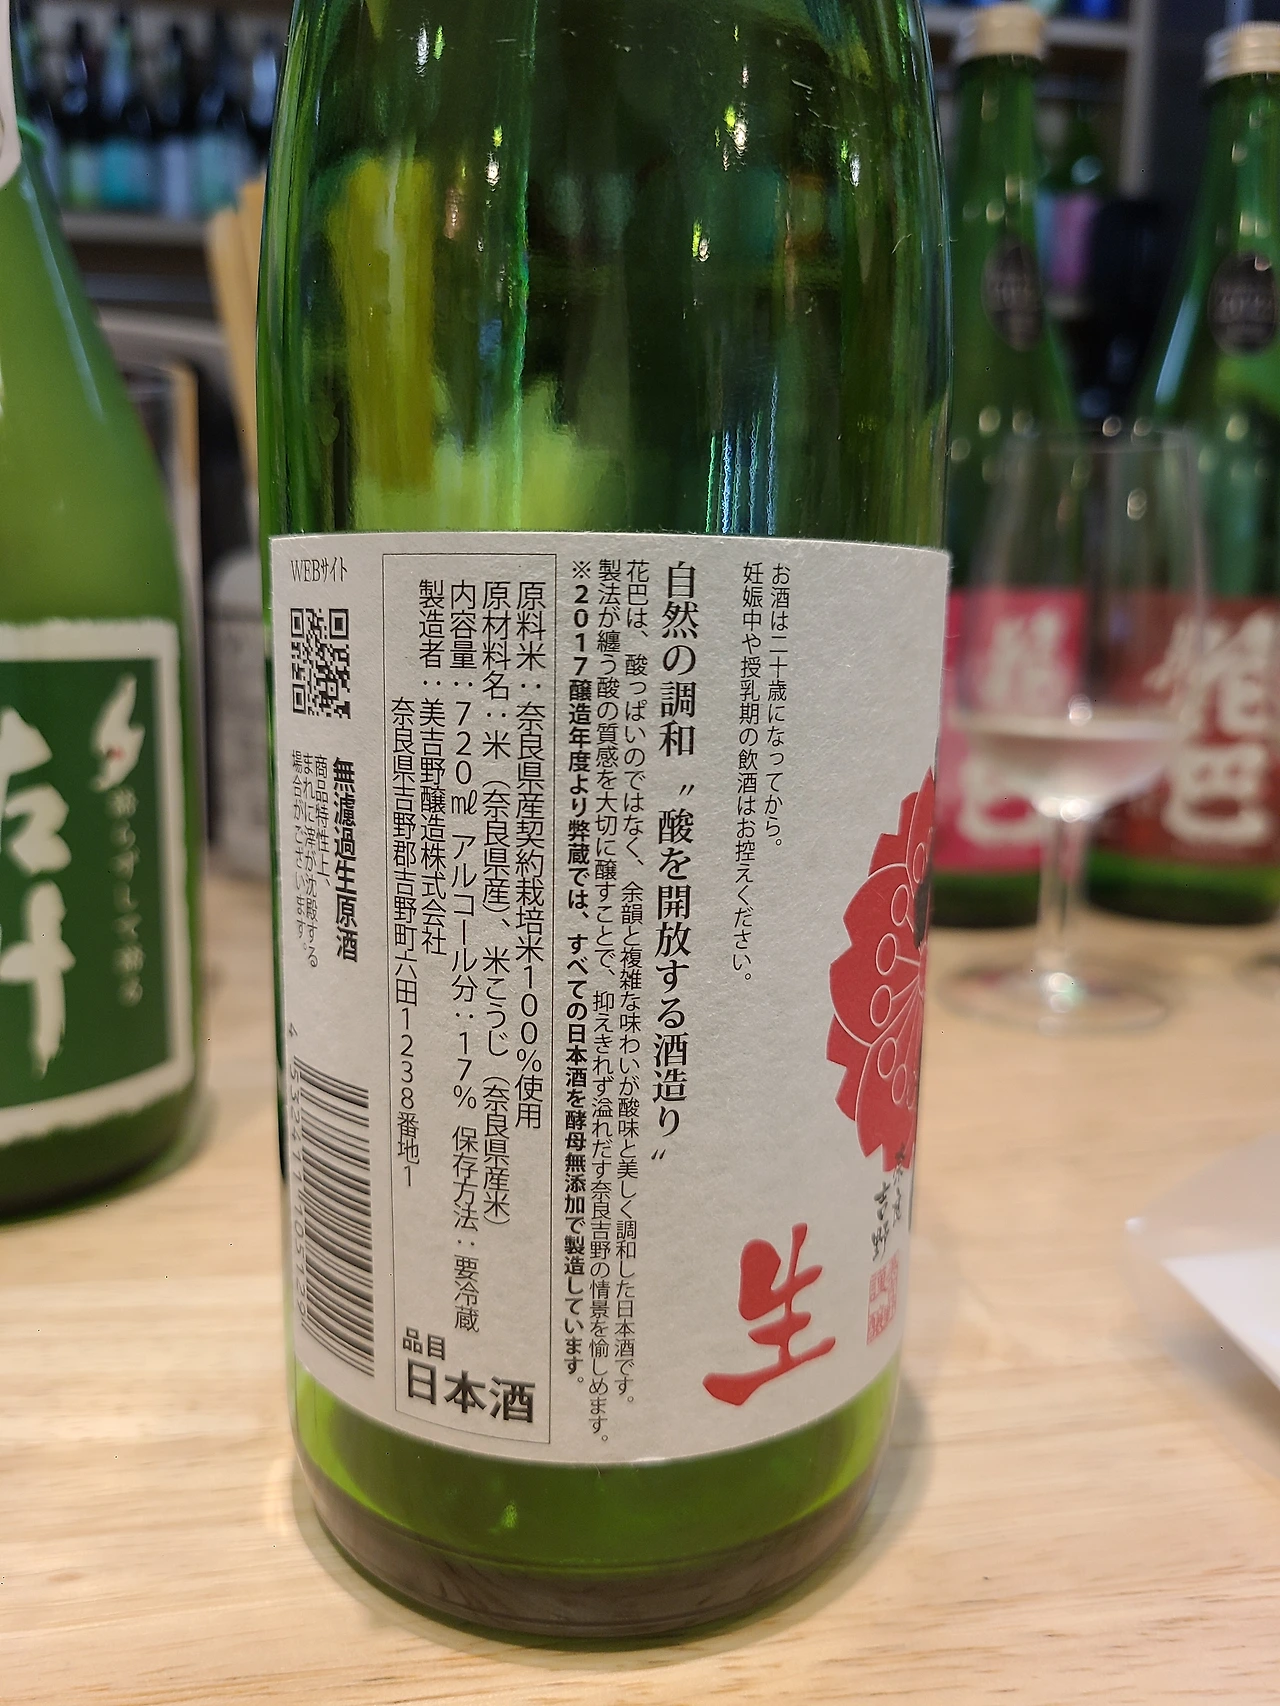 お酒は二十歳になってから。
妊娠中や授乳期の飲酒はお控えください。
自然の調和 〝酸を開放する酒造り〟
花巴は、酸っぱいのではなく、余韻と複雑な味わいが酸味と美しく調和した日本酒です。
製法が纏う酸の質感を大切に醸すことで、抑えきれず溢れだす奈良吉野の情景を愉しめます。
※2017醸造年度より弊蔵では、すべての日本酒を酵母無添加で製造しています。
原料米：奈良県産契約栽培米100%使用
原材料名：米（奈良県産）、米こうじ（奈良県産米）
内容量：720㎖ アルコール分：17% 保存方法：要冷蔵
製造者：美吉野醸造株式会社
奈良県吉野郡吉野町六田1238番地1
品目
日本酒
WEBサイト
無濾過生原酒
商品特性上、
まれに滓が沈殿する
場合がございます。
4 532411 105129
生
吉野
花巴